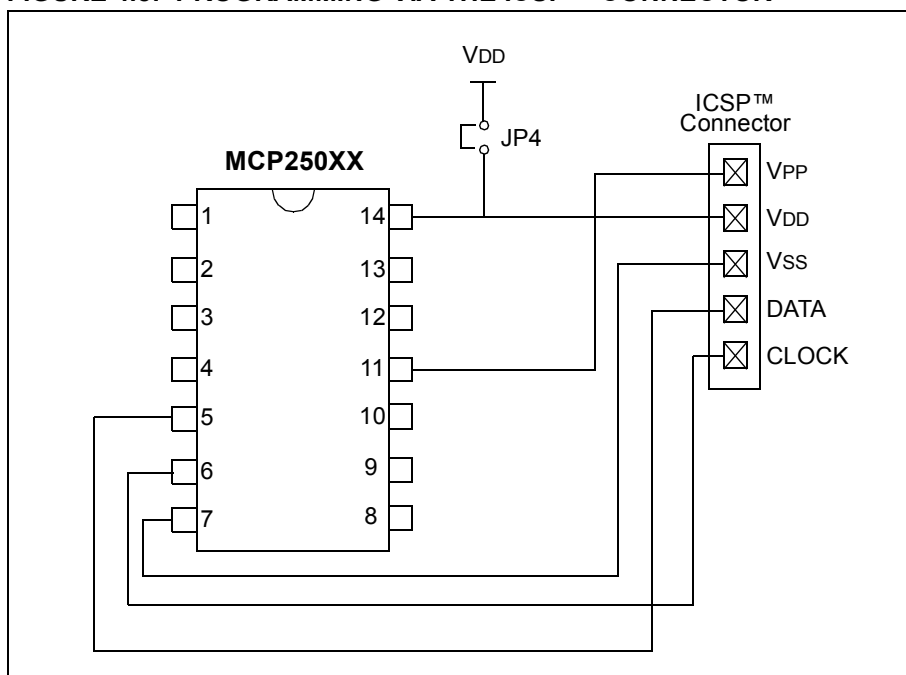 VDD
JP4
ICSP™
Connector
MCP250XX
1 14
2 13
3 12
4 11
5 10
6 9
7 8
VPP
VDD
VSS
DATA
CLOCK